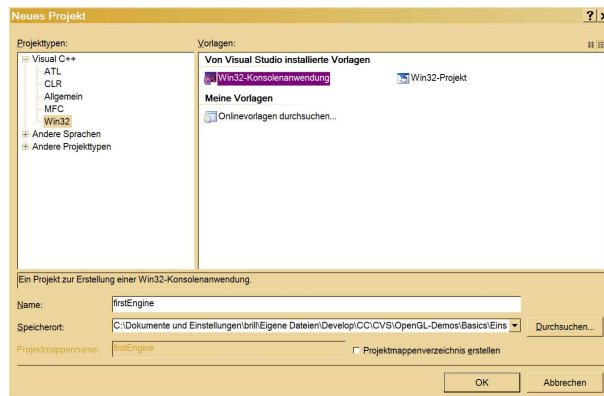 Neues Projekt
Projekttypen:
Visual C++
ATL
CLR
Allgemein
MFC
Win32
Andere Sprachen
Andere Projekttypen
Vorlagen:
Von Visual Studio installierte Vorlagen
Win32-Konsolenanwendung
Win32-Projekt
Meine Vorlagen
Onlinevorlagen durchsuchen...
Ein Projekt zur Erstellung einer Win32-Konsolenanwendung.
Name: firstEngine
Speicherort: C:\Dokumente und Einstellungen\brill\Eigene Dateien\Develop\CC\CVS\OpenGL-Demos\Basics\Eins Durchsuchen...
Projektmappenname: firstEngine Projektmappenverzeichnis erstellen
OK Abbrechen